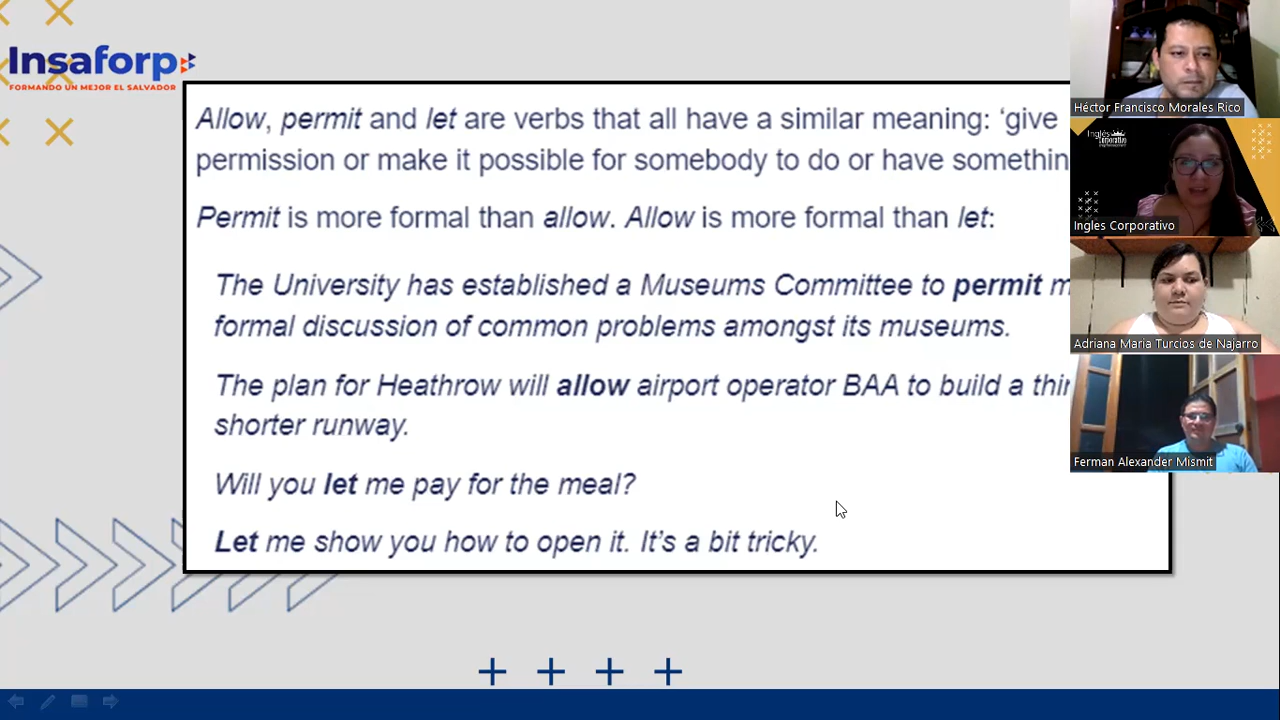 Insaforp
FORMANDO UN MEJOR EL SALVADOR
Allow, permit and let are verbs that all have a similar meaning: ‘give
permission or make it possible for somebody to do or have somethin
Permit is more formal than allow. Allow is more formal than let:
The University has established a Museums Committee to permit m
formal discussion of common problems amongst its museums.
The plan for Heathrow will allow airport operator BAA to build a thir
shorter runway.
Will you let me pay for the meal?
Let me show you how to open it. It’s a bit tricky.
Héctor Francisco Morales Rico
Inglés
Corporativo
Ingles Corporativo
Adriana Maria Turcios de Najarro
Ferman Alexander Mismit